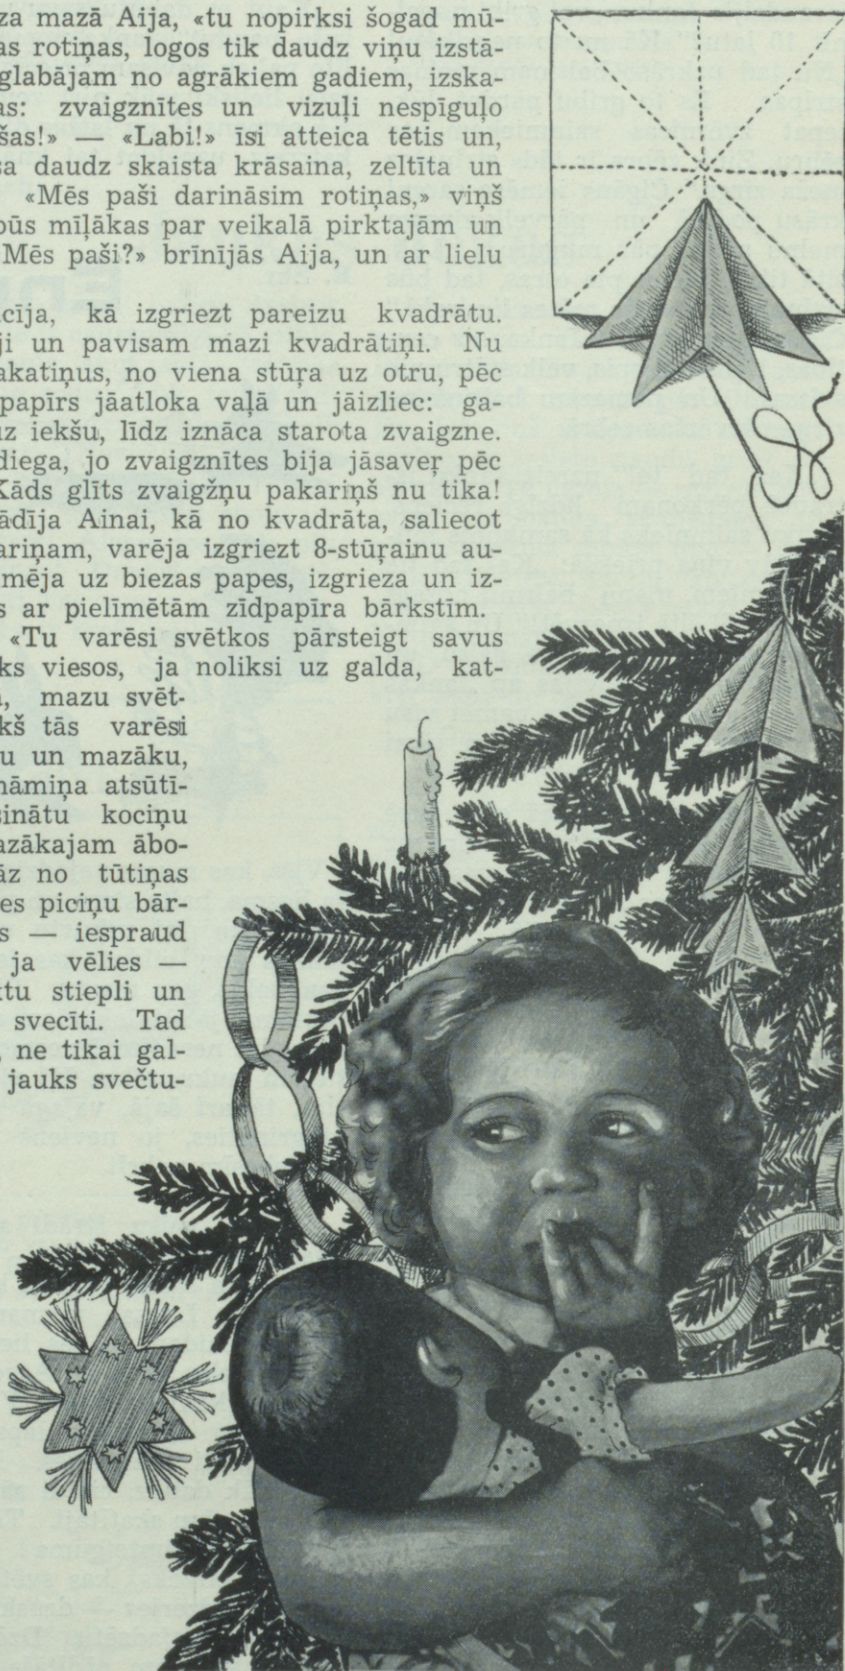 za mazā Aija, «tu nopirksi šogad mū-
as rotiņas, logos tik daudz viņu izstā-
glabājam no agrākiem gadiem, izska-
as: zvaigznītes un vizuļi nespīguļo
šas!» — «Labi!» īsi atteica tētis un,
sa daudz skaista krāsaina, zeltīta un
«Mēs paši darināsim rotiņas,» viņš
būs mīļākas par veikalā pirktajām un
Mēs paši?» brīnījās Aija, un ar lielu
cīja, kā izgriezt pareizu kvadrātu.
ji un pavisam mazi kvadrātiņi. Nu
akatiņus, no viena stūŗa uz otru, pēc
papīrs jāatloka vaļā un jāizliec: ga-
uz iekšu, līdz iznāca starota zvaigzne.
diega, jo zvaigznītes bija jāsaveŗ pēc
Kāds glīts zvaigžņu pakariņš nu tika!
ādīja Ainai, kā no kvadrāta, saliecot
ariņam, varēja izgriezt 8-stūŗainu au-
mēja uz biezas papes, izgrieza un iz-
s ar pielīmētām zīdpapīra bārkstīm.
«Tu varēsi svētkos pārsteigt savus
ks viesos, ja noliksi uz galda, kat-
, mazu svēt-
kš tās varēsi
u un mazāku,
māmiņa atsūtī-
sinātu kociņu
azākajam ābo-
āz no tūtiņas
es piciņu bār-
s — iespraud
ja vēlies —
ktu stiepli un
svecīti. Tad
, ne tikai gal-
jauks svečtu-